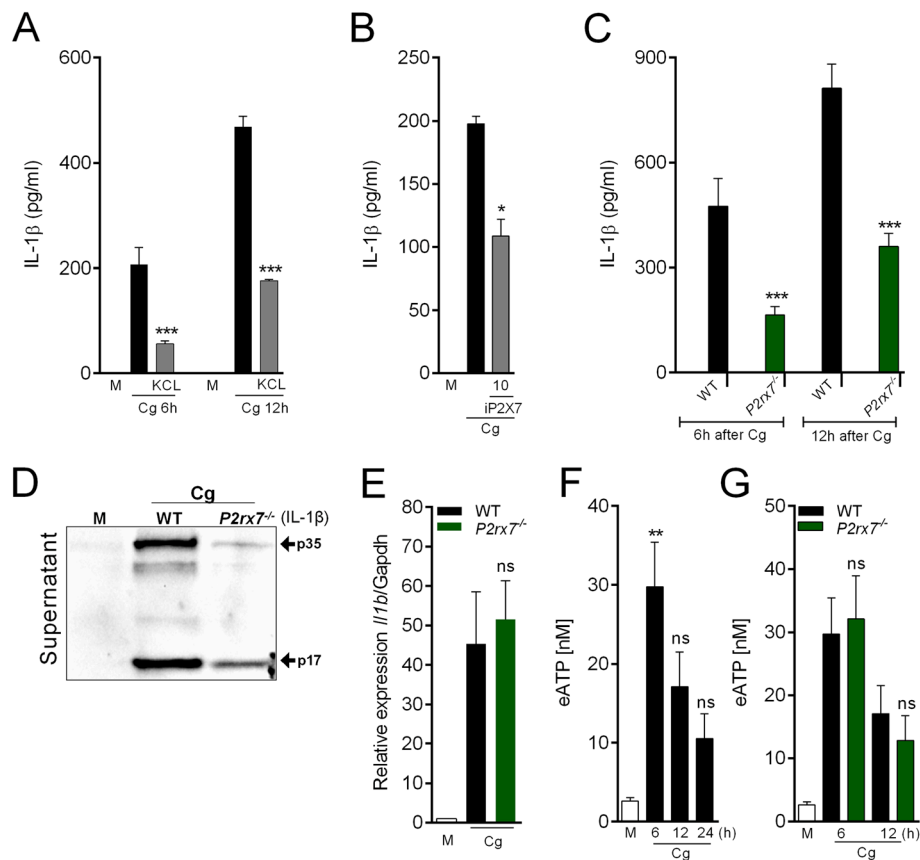 A
600
400
200
0
IL-1β (pg/ml)
M
KCL
M
KCL
Cg 6h
Cg 12h
***
***
B
250
200
150
100
50
0
IL-1β (pg/ml)
*
M
10
iP2X7
Cg
C
900
600
300
0
IL-1β (pg/ml)
***
***
WT
P2rx7-/-
WT
P2rx7-/-
6h after Cg
12h after Cg
D
Cg
M WT P2rx7-/- (IL-1β)
p35
p17
Supernatant
E
80
70
60
50
40
30
20
10
0
Relative expression Il1b/Gapdh
WT
P2rx7-/-
ns
M
Cg
F
40
30
20
10
0
eATP [nM]
**
ns
ns
M 6 12 24 (h)
Cg
G
50
40
30
20
10
0
eATP [nM]
WT
P2rx7-/-
ns
ns
M 6 12 (h)
Cg